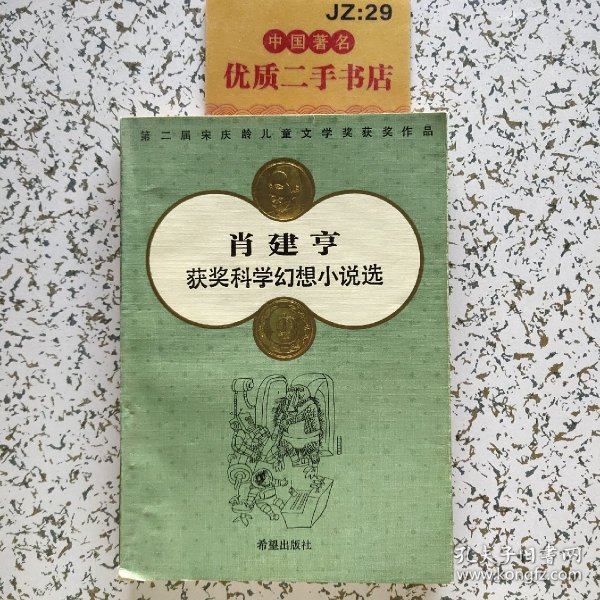 JZ:29
中国著名
优质二手书店
第二届宋庆龄儿童文学奖获奖作品
肖建亨
获奖科学幻想小说选
希望出版社
孔夫子旧书网
www.kongfz.com